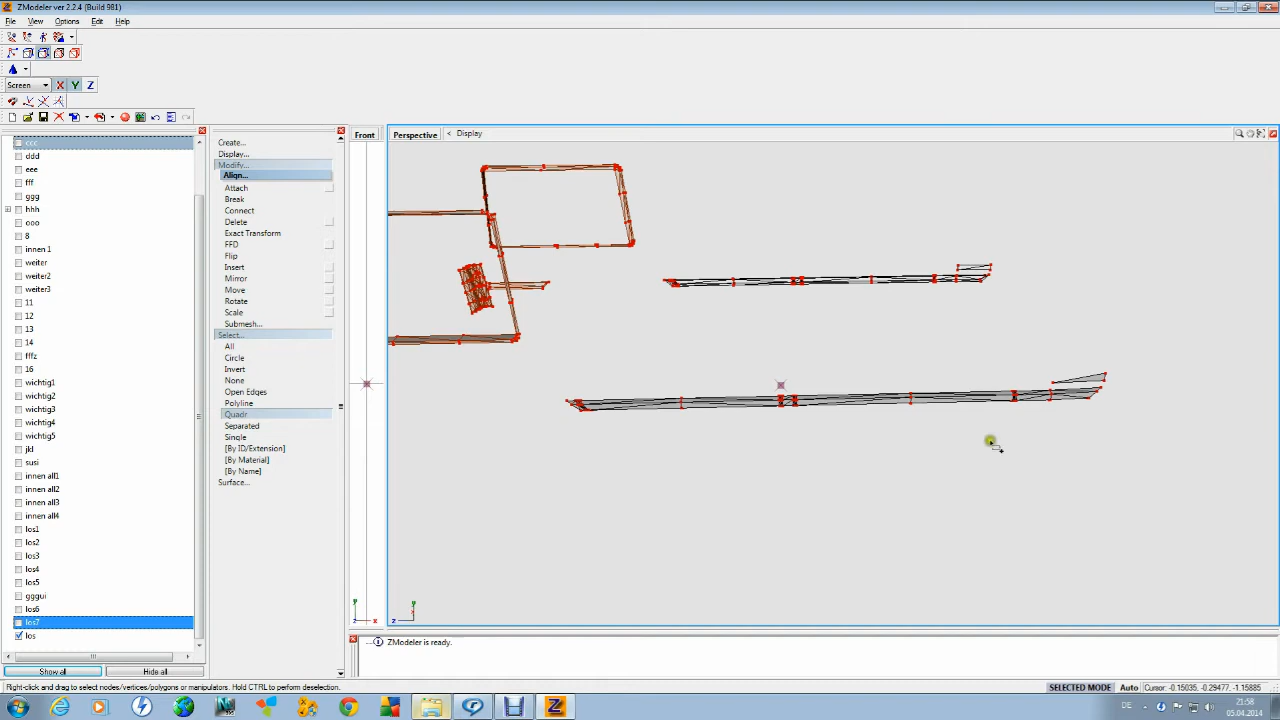 ZModeler ver 2.2.4 (Build 981)
File View Options Edit Help
Screen X Y Z
ccc
ddd
eee
fff
ggg
hhh
ooo
8
innen 1
weiter
weiter2
weiter3
11
12
13
14
fffz
16
wichtig1
wichtig2
wichtig4
wichtig5
jkl
susi
innen all1
innen all2
innen all3
innen all4
los1
los2
los3
los4
los5
gggui
los6
los7
los
Show all Hide all
Create...
Display...
Modify...
Align...
Attach
Break
Connect
Delete
Exact Transform
FFD
Flip
Insert
Mirror
Move
Rotate
Scale
Submesh...
Select...
All
Circle
Invert
None
Open Edges
Polyline
Quadr
Separated
Single
[By ID/Extension]
[By Material]
[By Name]
Surface...
Front
Perspective < Display
y
z x
y
z x
ZModeler is ready.
Right-click and drag to select nodes/vertices/polygons or manipulators. Hold CTRL to perform deselection.
SELECTED MODE Auto Cursor: -0.15035, -0.29477, -1.15885
DE
21:58
05.04.2014